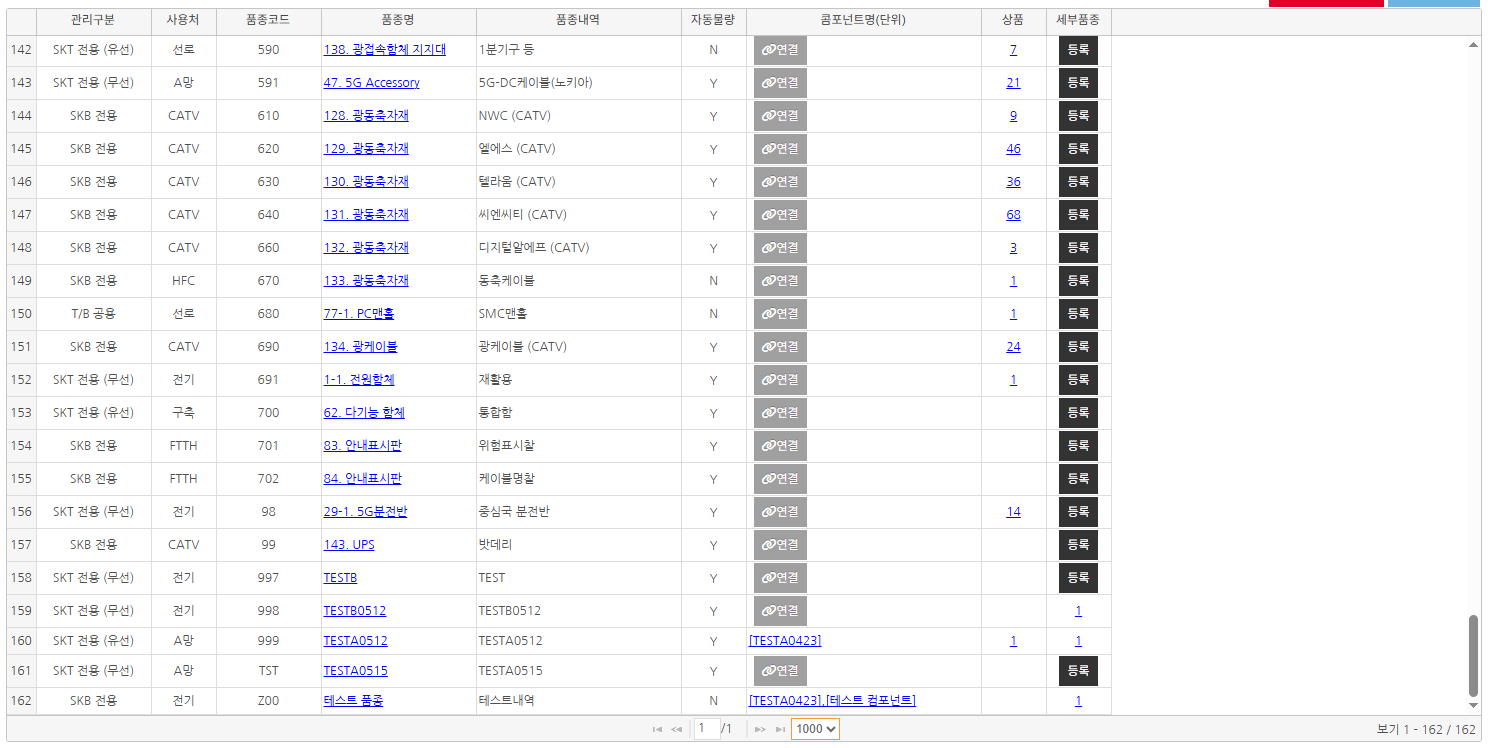 관리구분 사용처 품종코드 품종명 품종내역 자동물량 콤포넌트명(단위) 상품 세부품종
142 SKT 전용 (유선) 선로 590 138. 광접속함체 지지대 1분기구 등 N 연결 7 등록
143 SKT 전용 (무선) A망 591 47. 5G Accessory 5G-DC케이블(노키아) Y 연결 21 등록
144 SKB 전용 CATV 610 128. 광동축자재 NWC (CATV) Y 연결 9 등록
145 SKB 전용 CATV 620 129. 광동축자재 엘에스 (CATV) Y 연결 46 등록
146 SKB 전용 CATV 630 130. 광동축자재 텔라움 (CATV) Y 연결 36 등록
147 SKB 전용 CATV 640 131. 광동축자재 씨엔씨티 (CATV) Y 연결 68 등록
148 SKB 전용 CATV 660 132. 광동축자재 디지털알에프 (CATV) Y 연결 3 등록
149 SKB 전용 HFC 670 133. 광동축자재 동축케이블 N 연결 1 등록
150 T/B 공용 선로 680 77-1. PC맨홀 SMC맨홀 N 연결 1 등록
151 SKB 전용 CATV 690 134. 광케이블 광케이블 (CATV) Y 연결 24 등록
152 SKT 전용 (무선) 전기 691 1-1. 전원함체 재활용 Y 연결 1 등록
153 SKT 전용 (유선) 구축 700 62. 다기능 함체 통합함 Y 연결 등록
154 SKB 전용 FTTH 701 83. 안내표시판 위험표시찰 Y 연결 등록
155 SKB 전용 FTTH 702 84. 안내표시판 케이블명찰 Y 연결 등록
156 SKT 전용 (무선) 전기 98 29-1. 5G분전반 중심국 분전반 Y 연결 14 등록
157 SKB 전용 CATV 99 143. UPS 밧데리 Y 연결 등록
158 SKT 전용 (무선) 전기 997 TESTB TEST Y 연결 등록
159 SKT 전용 (무선) 전기 998 TESTB0512 TESTB0512 Y 연결 1
160 SKT 전용 (유선) A망 999 TESTA0512 TESTA0512 Y [TESTA0423] 1 1
161 SKT 전용 (무선) A망 TST TESTA0515 TESTA0515 Y 연결 등록
162 SKB 전용 전기 Z00 테스트 품종 테스트내역 N [TESTA0423],[테스트 컴포넌트] 1
1 /1 1000 보기 1 - 162 / 162